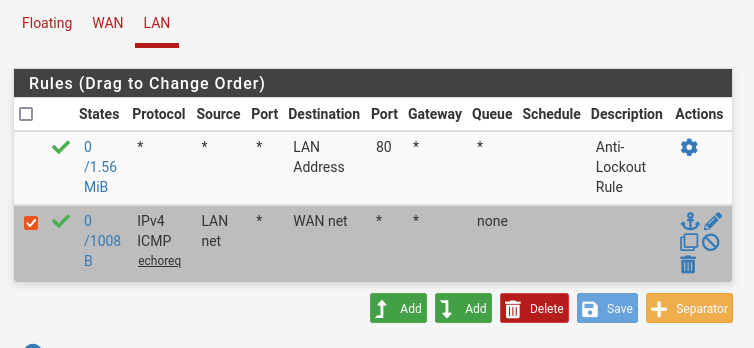 Floating WAN LAN
Rules (Drag to Change Order)
States Protocol Source Port Destination Port Gateway Queue Schedule Description Actions
0 * * * LAN 80 * * Anti-
/1.56 Address Lockout
MiB Rule
0 IPv4 LAN * WAN net * * none
/1008 ICMP net
B echoreq
Add Add Delete Save Separator